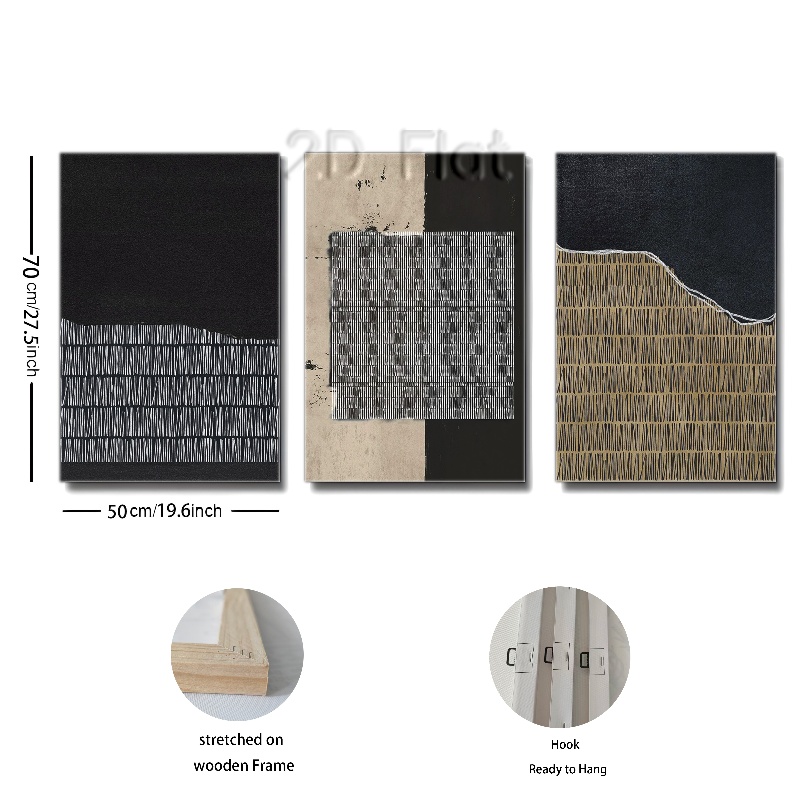 2D Flat
70 cm/27.5inch
50cm/19.6inch
stretched on
wooden Frame
Hook
Ready to Hang